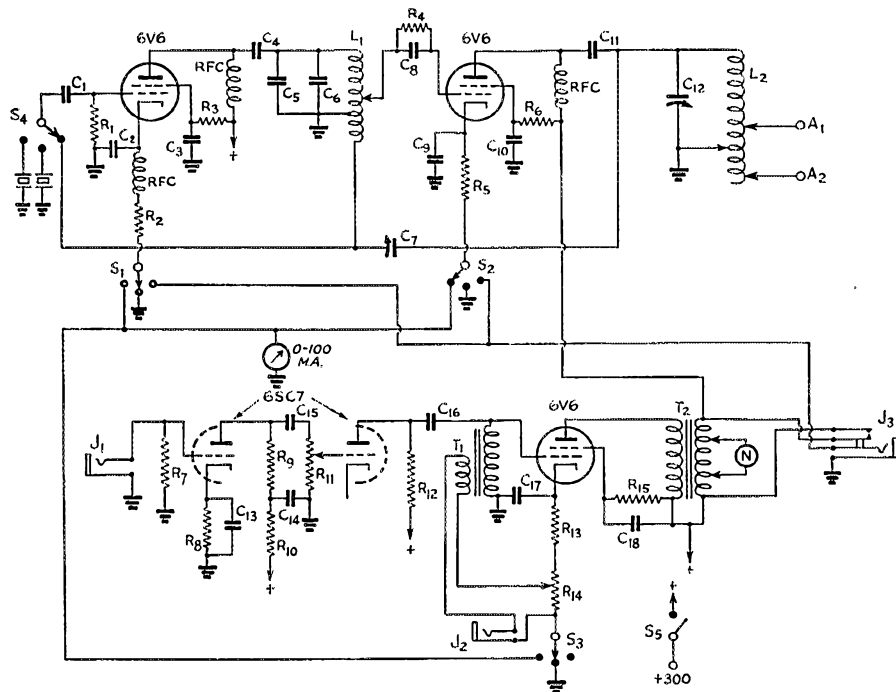 R4
6V6
C4
L1
6V6
C11
C1
RFC
C8
RFC
L2
S4
C5
C6
C12
R1
C2
R3
R6
A1
C3
+
C9
C10
A2
RFC
R5
R2
C7
S1
S2
0-100
MA.
6SC7
J1
C15
C16
6V6
T2
J3
T1
N
R7
R9
R11
R12
C17
R15
R8
C13
C14
R13
C18
R10
+
+
R14
+
+
J2
S3
S5
+300